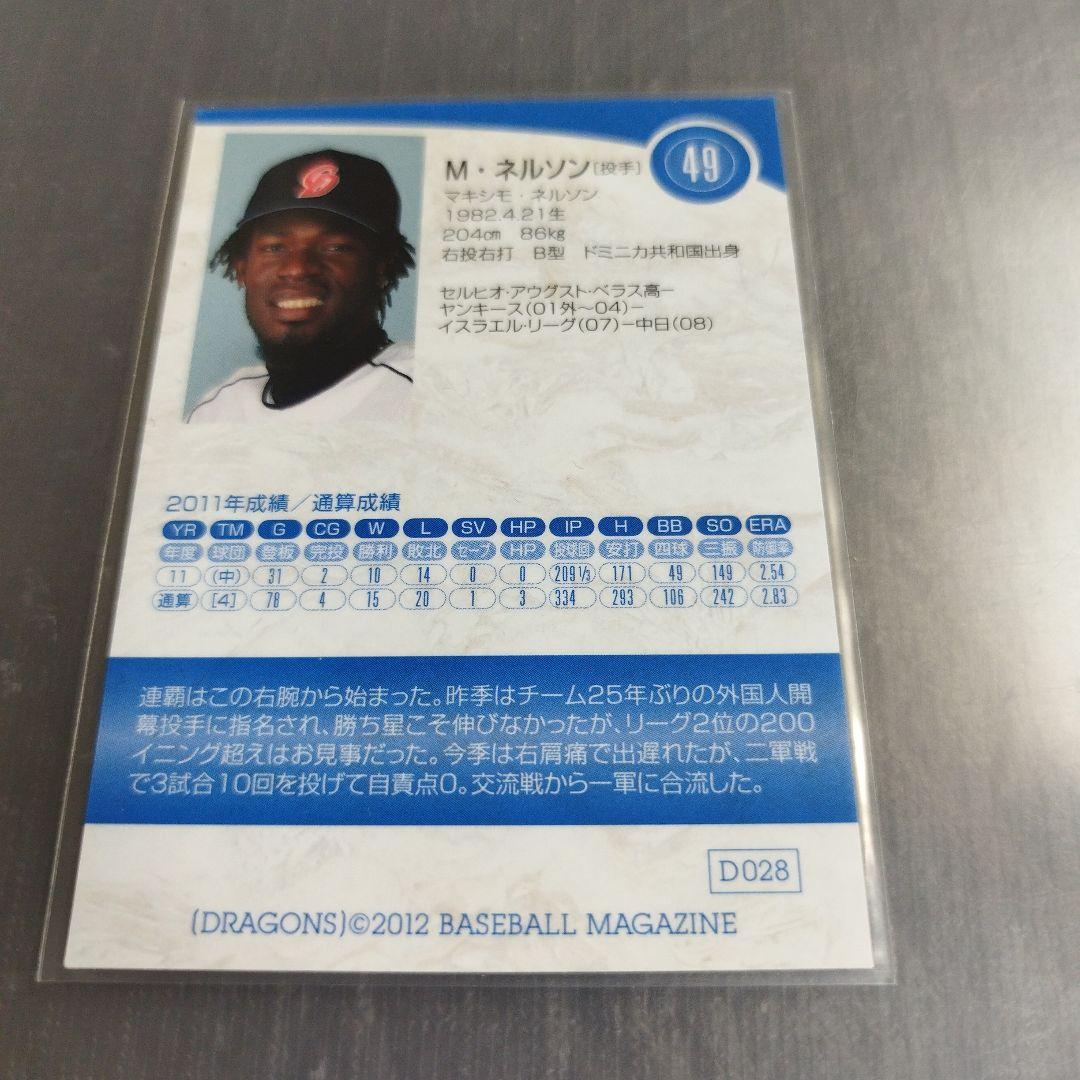 49
M・ネルソン[投手]
マキシモ・ネルソン
1982.4.21生
204㎝ 86㎏
右投右打 B型 ドミニカ共和国出身
セルヒオ・アウグスト・ベラス高ー
ヤンキース(01外〜04)ー
イスラエル・リーグ(07)ー中日(08)
2011年成績／通算成績
YR TM G CG W L SV HP IP H BB SO ERA
年度 球団 登板 完投 勝利 敗北 セーブ HP 投球回 安打 四球 三振 防御率
11 (中) 31 2 10 14 0 0 209 1/3 171 49 149 2.54
通算 [4] 78 4 15 20 1 3 334 293 106 242 2.83
連覇はこの右腕から始まった。昨季はチーム25年ぶりの外国人開
幕投手に指名され、勝ち星こそ伸びなかったが、リーグ2位の200
イニング超えはお見事だった。今季は右肩痛で出遅れたが、二軍戦
で3試合10回を投げて自責点0。交流戦から一軍に合流した。
D028
(DRAGONS)©2012 BASEBALL MAGAZINE